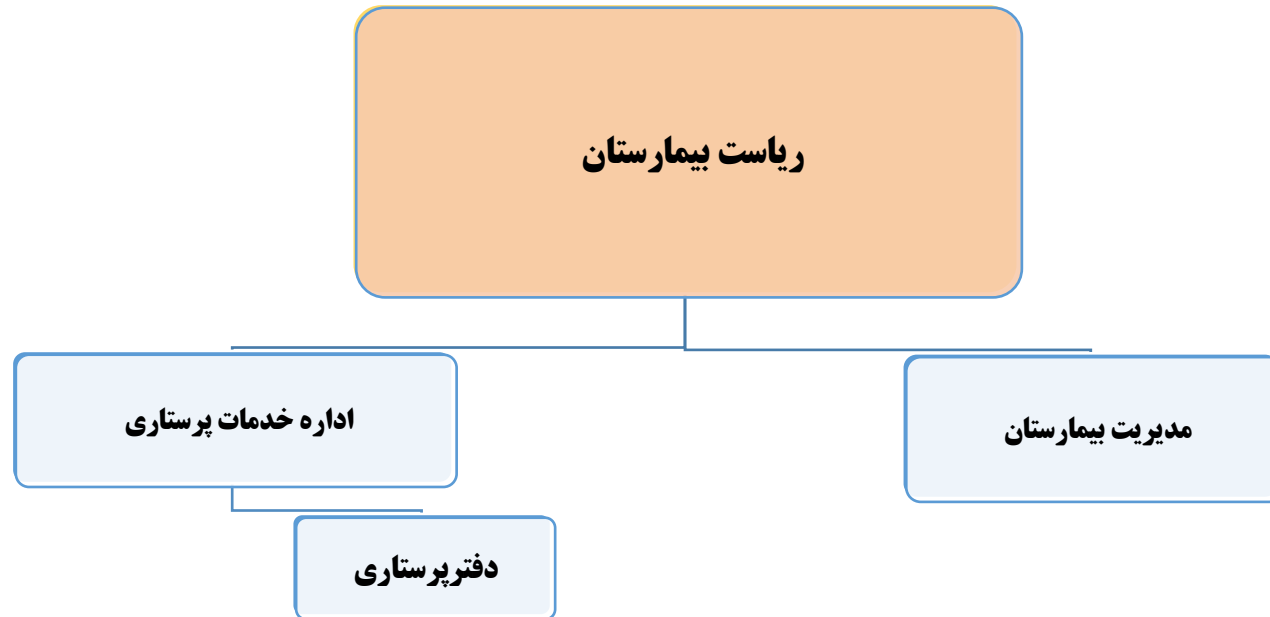 ریاست بیمارستان
مدیریت بیمارستان
اداره خدمات پرستاری
دفترپرستاری